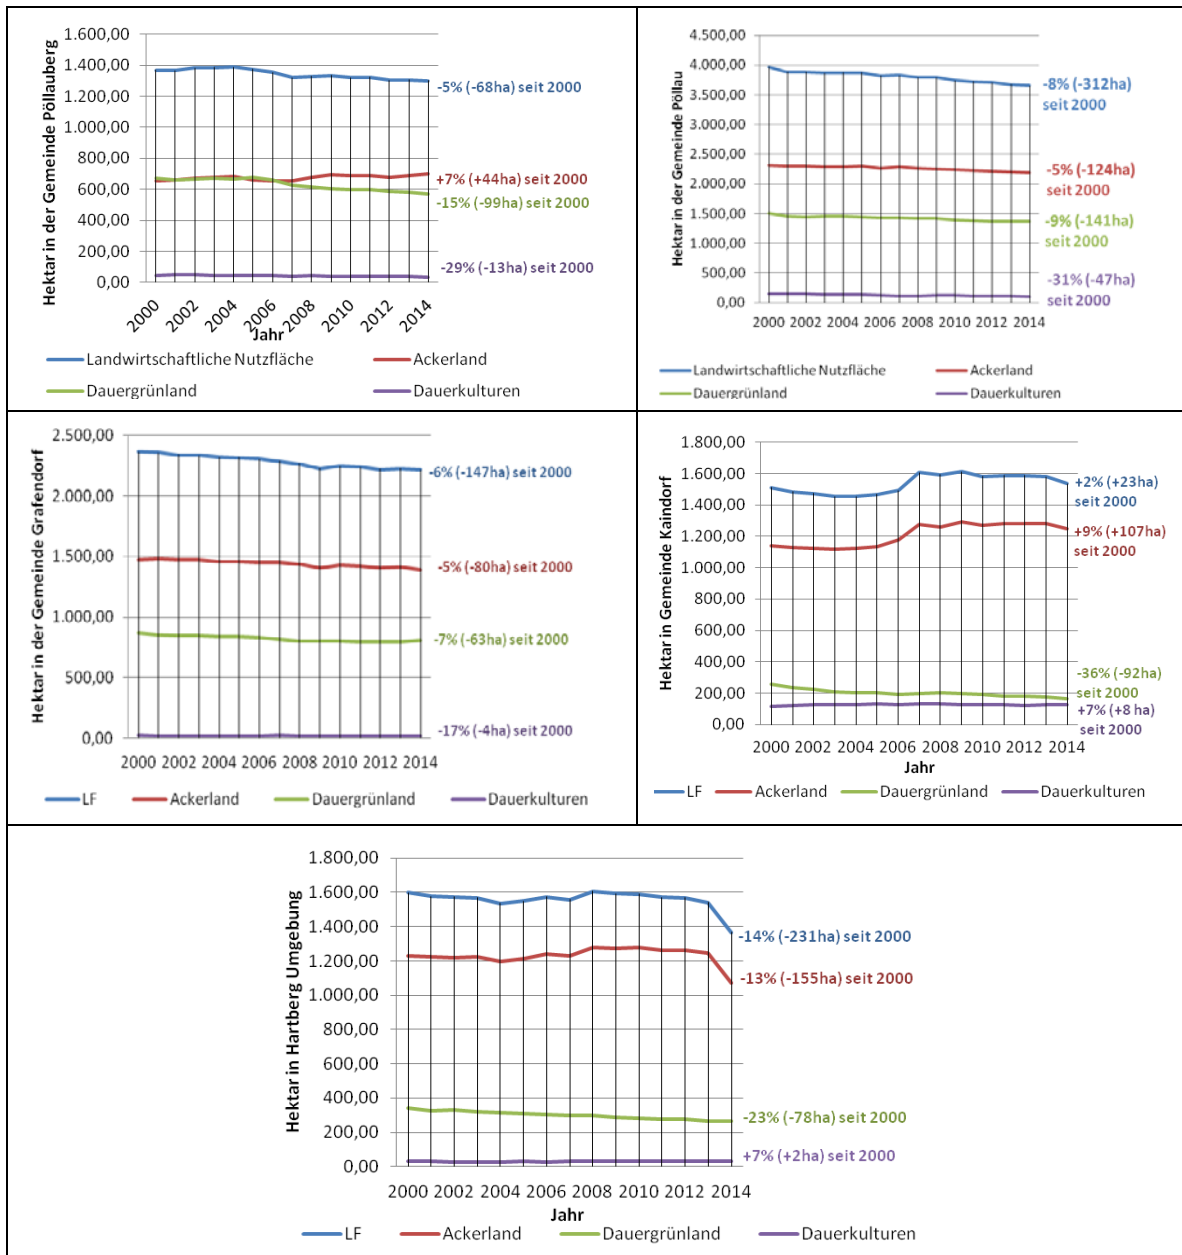 Hektar in der Gemeinde Pöllauberg
1.600,00
1.400,00
1.200,00
1.000,00
800,00
600,00
400,00
200,00
0,00
2000 2002 2004 2006 2008 2010 2012 2014
Jahr
-5% (-68ha) seit 2000
+7% (+44ha) seit 2000
-15% (-99ha) seit 2000
-29% (-13ha) seit 2000
Landwirtschaftliche Nutzfläche Ackerland
Dauergrünland Dauerkulturen
Hektar in der Gemeinde Pöllau
4.500,00
4.000,00
3.500,00
3.000,00
2.500,00
2.000,00
1.500,00
1.000,00
500,00
0,00
2000 2002 2004 2006 2008 2010 2012 2014
-8% (-312ha)
seit 2000
-5% (-124ha)
seit 2000
-9% (-141ha)
seit 2000
-31% (-47ha)
seit 2000
Landwirtschaftliche Nutzfläche Ackerland
Dauergrünland Dauerkulturen
Hektar in der Gemeinde Grafendorf
2.500,00
2.000,00
1.500,00
1.000,00
500,00
0,00
2000 2002 2004 2006 2008 2010 2012 2014
-6% (-147ha) seit 2000
-5% (-80ha) seit 2000
-7% (-63ha) seit 2000
-17% (-4ha) seit 2000
LF Ackerland Dauergrünland Dauerkulturen
Hektar in Gemeinde Kaindorf
1.800,00
1.600,00
1.400,00
1.200,00
1.000,00
800,00
600,00
400,00
200,00
0,00
2000 2002 2004 2006 2008 2010 2012 2014
Jahr
+2% (+23ha)
seit 2000
+9% (+107ha)
seit 2000
-36% (-92ha)
seit 2000
+7% (+8 ha)
seit 2000
LF Ackerland Dauergrünland Dauerkulturen
Hektar in Hartberg Umgebung
1.800,00
1.600,00
1.400,00
1.200,00
1.000,00
800,00
600,00
400,00
200,00
0,00
2000 2002 2004 2006 2008 2010 2012 2014
Jahr
-14% (-231ha) seit 2000
-13% (-155ha) seit 2000
-23% (-78ha) seit 2000
+7% (+2ha) seit 2000
LF Ackerland Dauergrünland Dauerkulturen